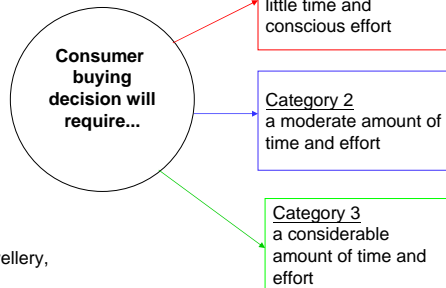 little time and
conscious effort
Consumer
buying
decision will
require...
Category 2
a moderate amount of
time and effort
Category 3
a considerable
amount of time and
effort